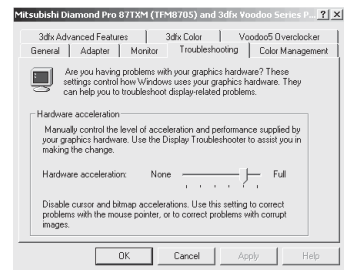 Mitsubishi Diamond Pro 87TXM (TFM8705) and 3dfx Voodoo Series P... ? X
3dfx Advanced Features 3dfx Color Voodoo5 Overclocker
General Adapter Monitor Troubleshooting Color Management
Are you having problems with your graphics hardware? These
settings control how Windows uses your graphics hardware. They
can help you to troubleshoot display-related problems.
Hardware acceleration
Manually control the level of acceleration and performance supplied by
your graphics hardware. Use the Display Troubleshooter to assist you in
making the change.
Hardware acceleration: None Full
Disable cursor and bitmap accelerations. Use this setting to correct
problems with the mouse pointer, or to correct problems with corrupt
images.
OK Cancel Apply Help